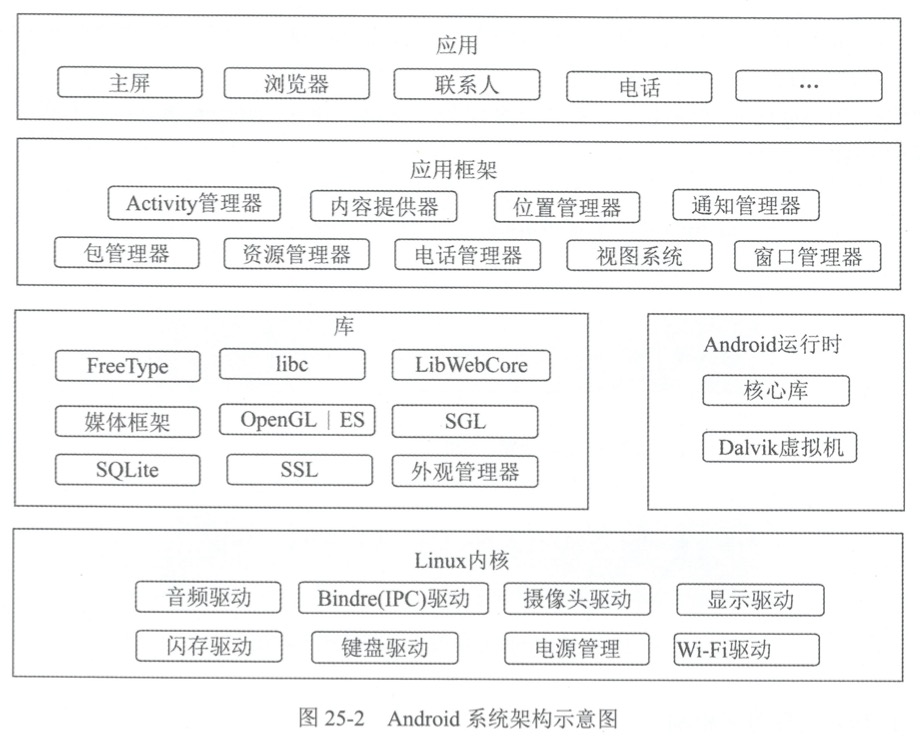 应用
主屏 浏览器 联系人 电话 …
应用框架
Activity管理器 内容提供器 位置管理器 通知管理器
包管理器 资源管理器 电话管理器 视图系统 窗口管理器
库
FreeType libc LibWebCore
媒体框架 OpenGL | ES SGL
SQLite SSL 外观管理器
Android运行时
核心库
Dalvik虚拟机
Linux内核
音频驱动 Bindre(IPC)驱动 摄像头驱动 显示驱动
闪存驱动 键盘驱动 电源管理 Wi-Fi驱动
图 25-2 Android 系统架构示意图